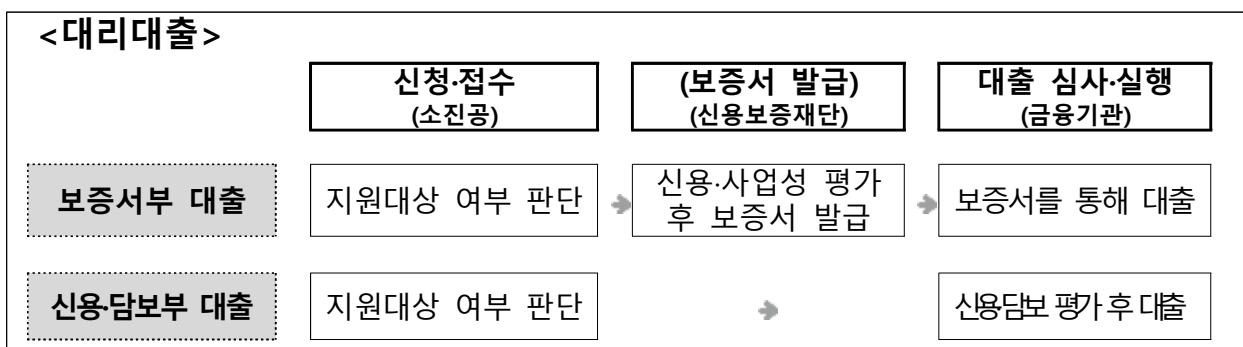 <대리대출>
신청·접수
(소진공)
(보증서 발급)
(신용보증재단)
대출 심사·실행
(금융기관)
보증서부 대출
지원대상 여부 판단
신용·사업성 평가
후 보증서 발급
보증서를 통해 대출
신용·담보부 대출
지원대상 여부 판단
신용·담보 평가 후 대출